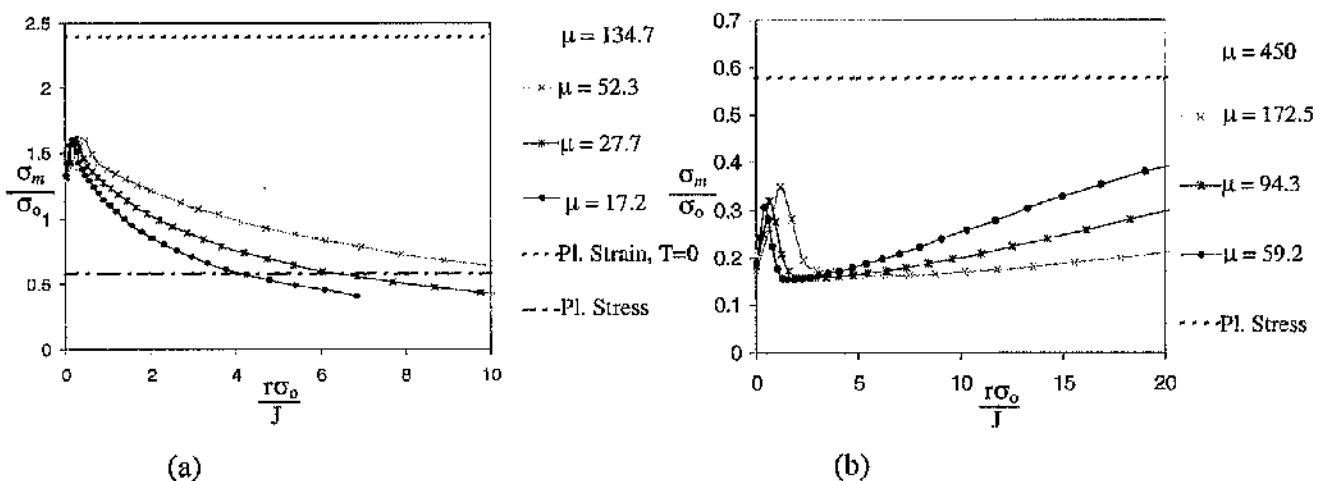 2.5
2
1.5
1
0.5
0
σm
σo
0 2 4 6 8 10
rσo
J
μ = 134.7
μ = 52.3
μ = 27.7
μ = 17.2
Pl. Strain, T=0
Pl. Stress
(a)
0.7
0.6
0.5
0.4
0.3
0.2
0.1
0
σm
σo
0 5 10 15 20
rσo
J
μ = 450
μ = 172.5
μ = 94.3
μ = 59.2
Pl. Stress
(b)